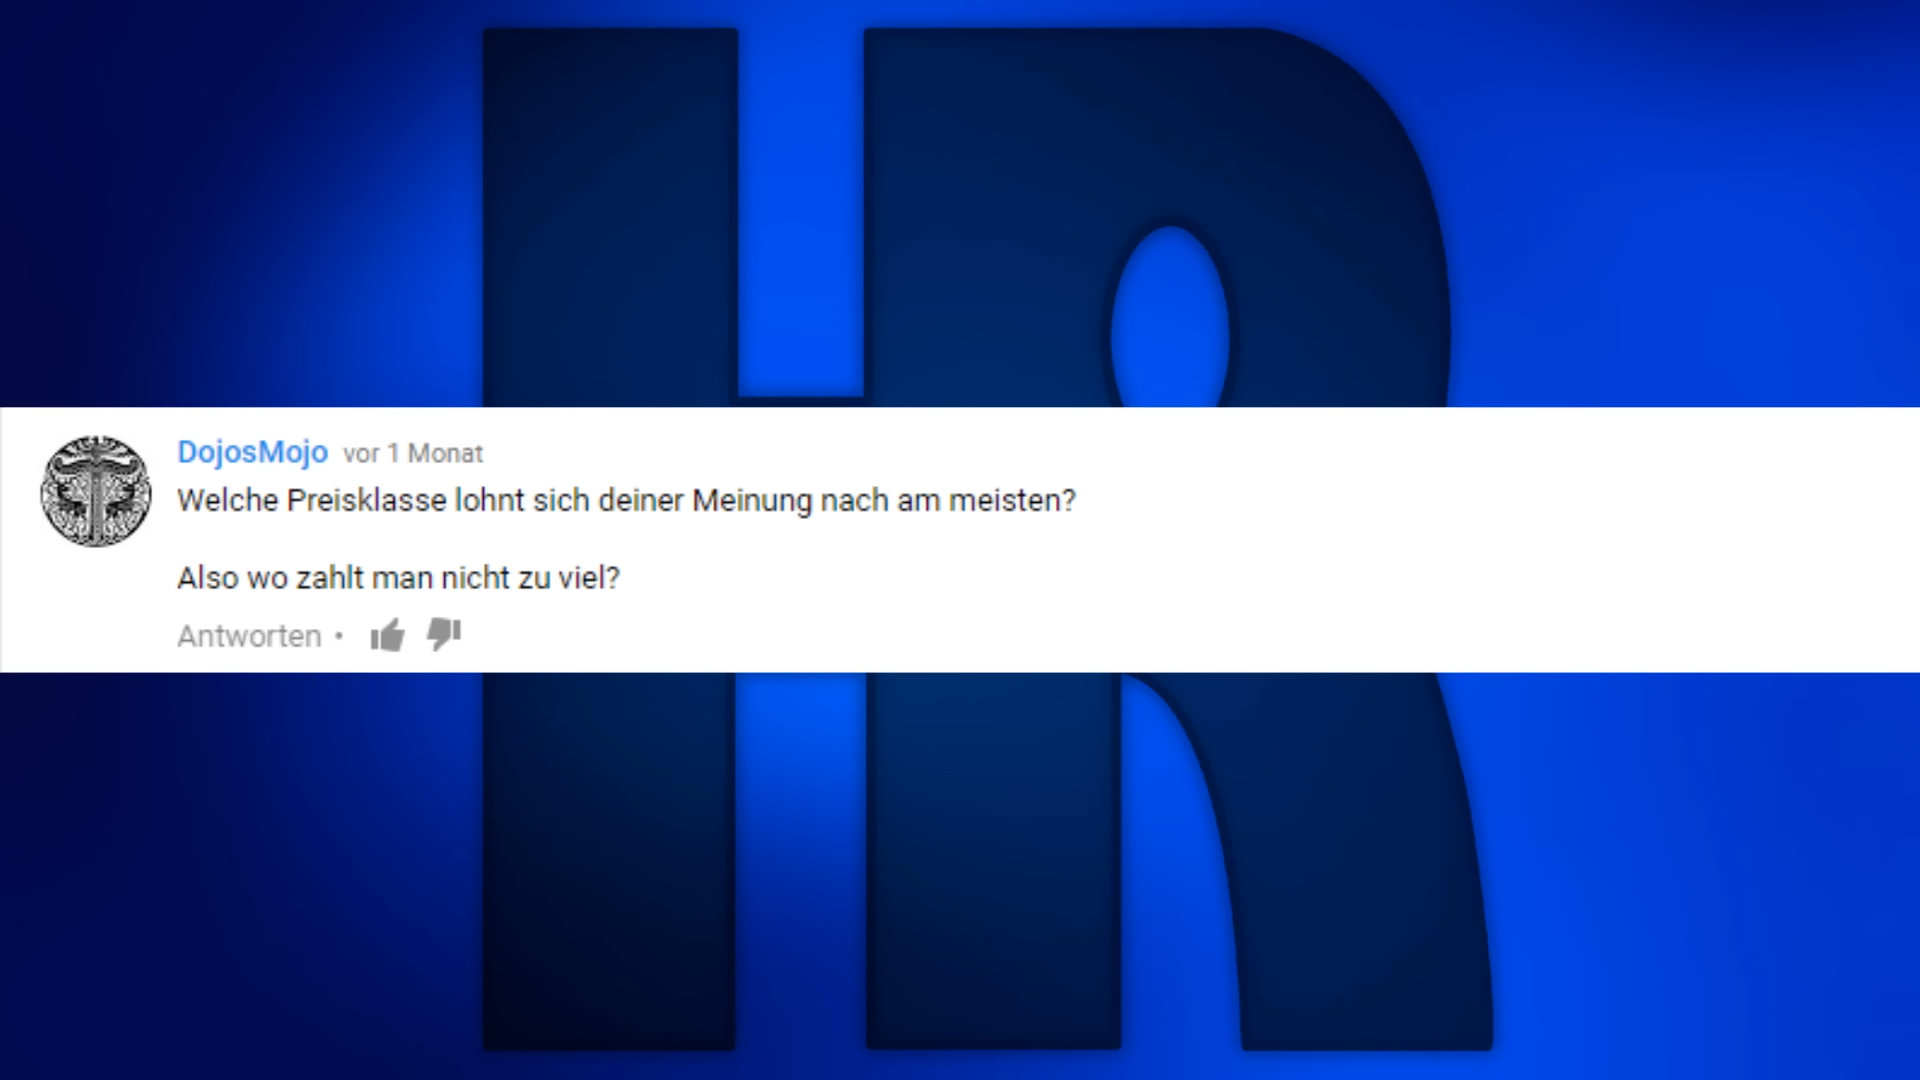 HR
DojosMojo vor 1 Monat
Welche Preisklasse lohnt sich deiner Meinung nach am meisten?
Also wo zahlt man nicht zu viel?
Antworten •